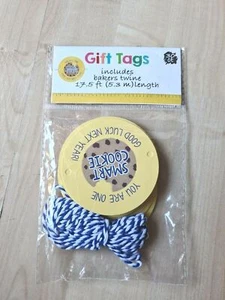 Gift Tags
includes
bakers twine
17.5 ft (5.3 m) length
YOU ARE ONE
SMART
COOKIE
GOOD LUCK NEXT YEAR!